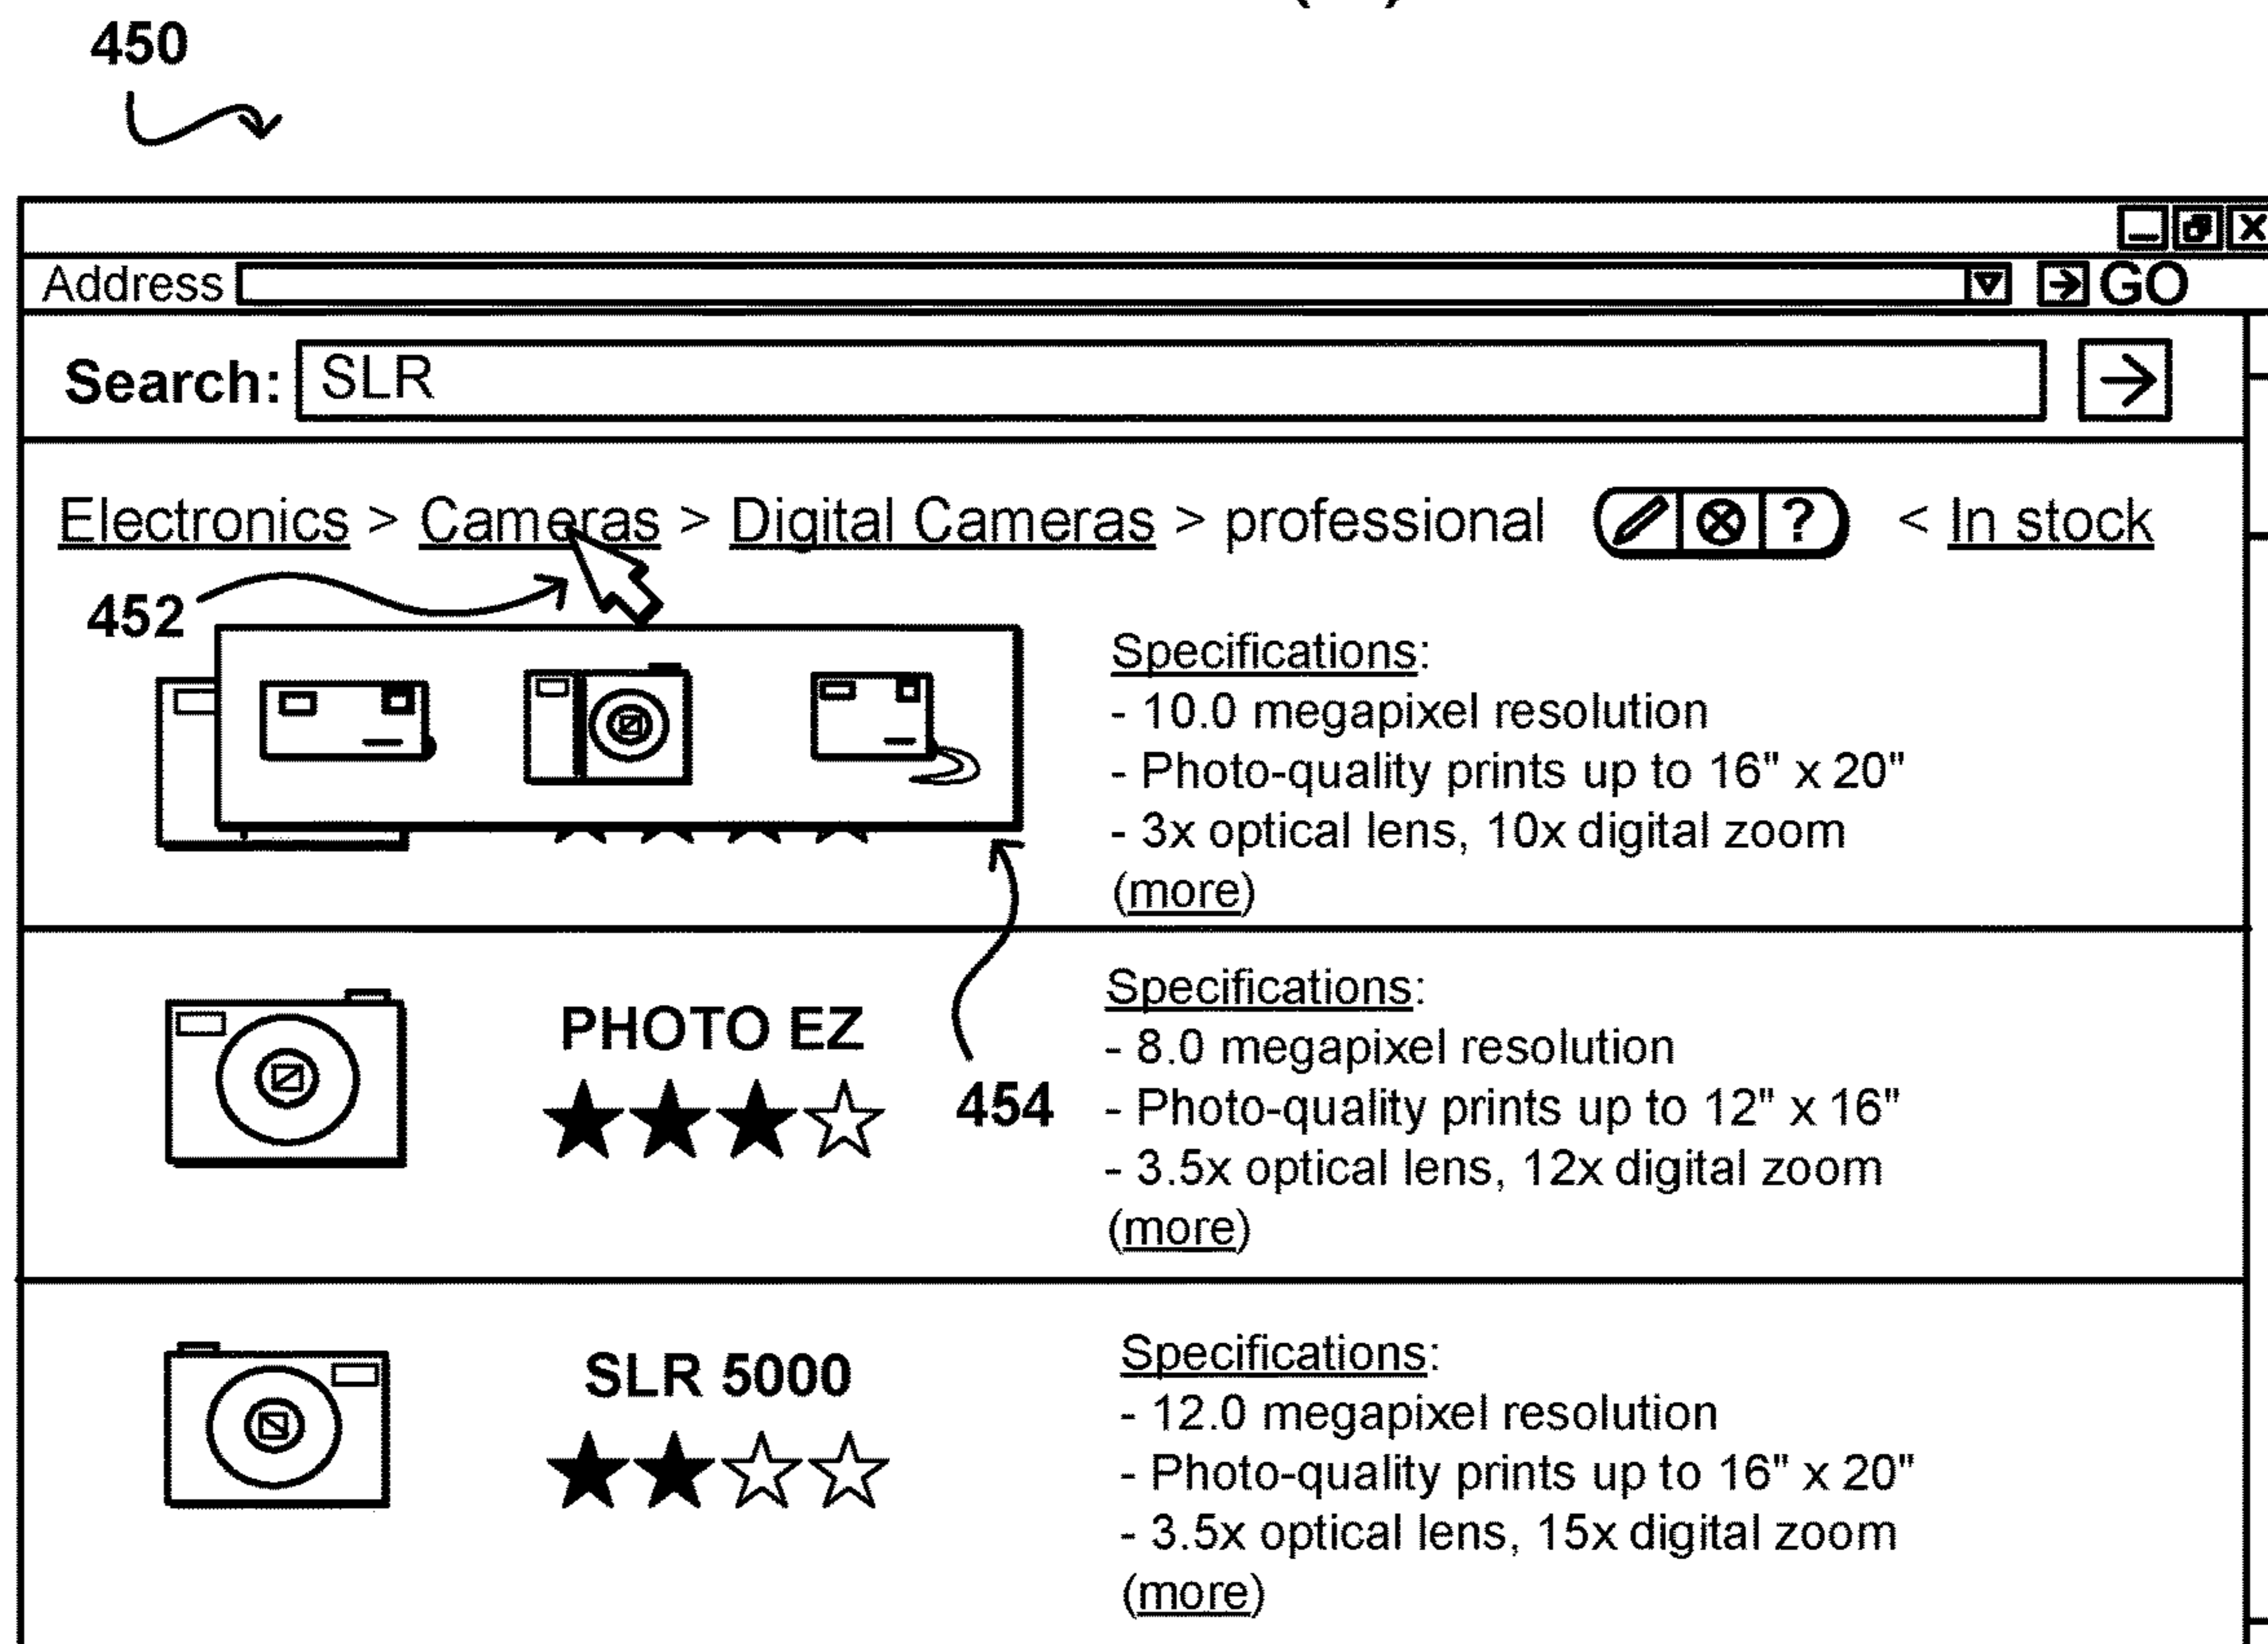 450
Address GO
Search: SLR
Electronics > Cameras > Digital Cameras > professional ? < In stock
452
Specifications:
- 10.0 megapixel resolution
- Photo-quality prints up to 16" x 20"
- 3x optical lens, 10x digital zoom
(more)
PHOTO EZ
454
Specifications:
- 8.0 megapixel resolution
- Photo-quality prints up to 12" x 16"
- 3.5x optical lens, 12x digital zoom
(more)
SLR 5000
Specifications:
- 12.0 megapixel resolution
- Photo-quality prints up to 16" x 20"
- 3.5x optical lens, 15x digital zoom
(more)